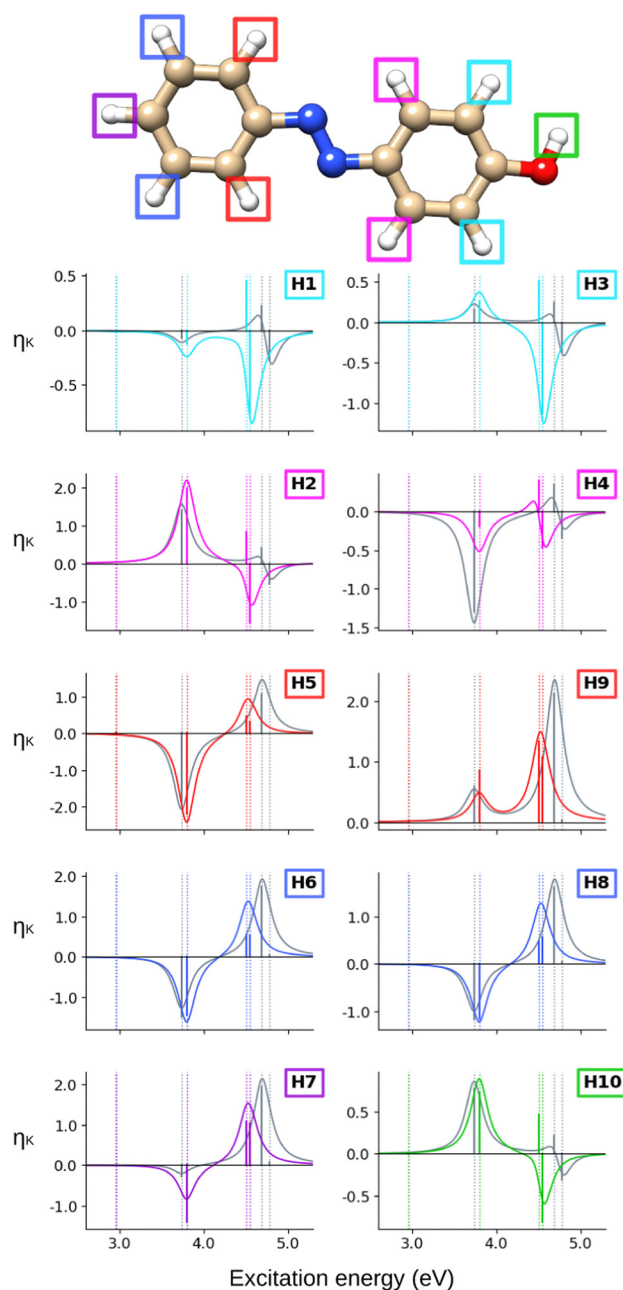 0.5 H1 0.5 H3
ηK 0.0 0.0
-0.5 -0.5
-1.0
H2 H4
2.0 0.0
ηK 1.0 -0.5
0.0 -1.0
-1.0 -1.5
H5 H9
1.0 2.0
ηK 0.0 1.0
-1.0
-2.0 0.0
2.0 H6 H8
1.0 1.0
ηK 0.0 0.0
-1.0 -1.0
2.0 H7 H10
ηK 1.0 0.5
0.0 0.0
-1.0 -0.5
3.0 4.0 5.0 3.0 4.0 5.0
Excitation energy (eV)